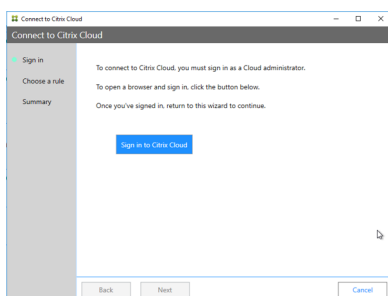 Connect to Citrix Cloud
Connect to Citrix Cloud
Sign in
Choose a rule
Summary
To connect to Citrix Cloud, you must sign in as a Cloud administrator.
To open a browser and sign in, click the button below.
Once you've signed in, return to this wizard to continue.
Sign in to Citrix Cloud
Back Next Cancel